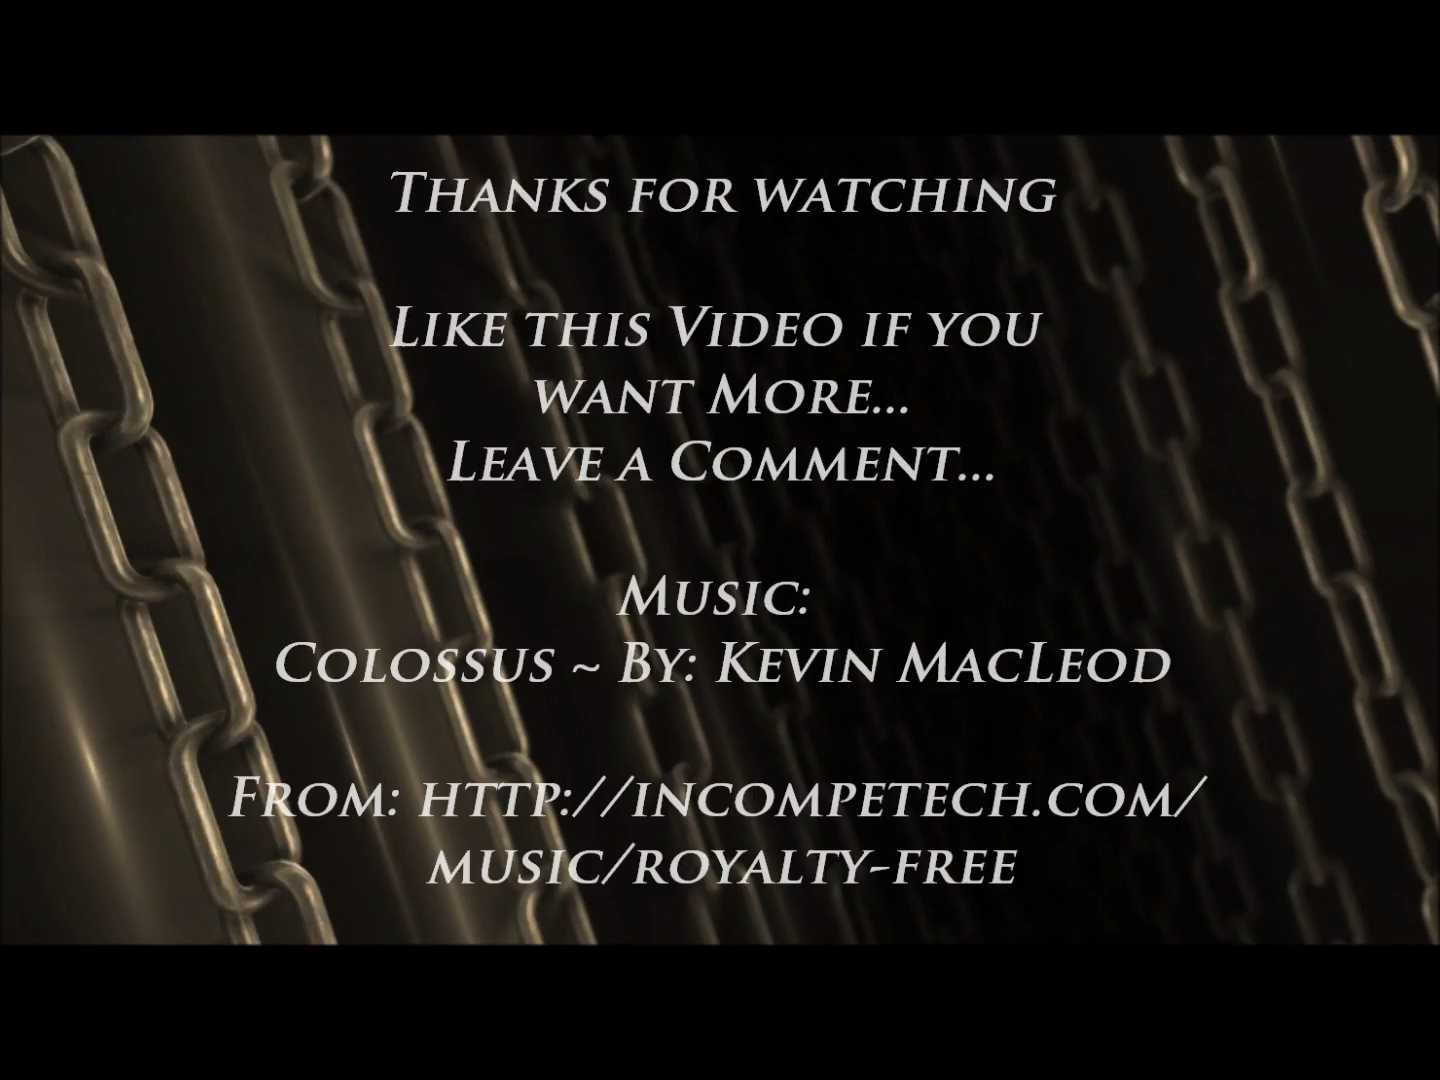 Thanks for watching
Like this Video if you
want More...
Leave a Comment...
Music:
Colossus ~ By: Kevin MacLeod
From: http://incompetech.com/
music/royalty-free